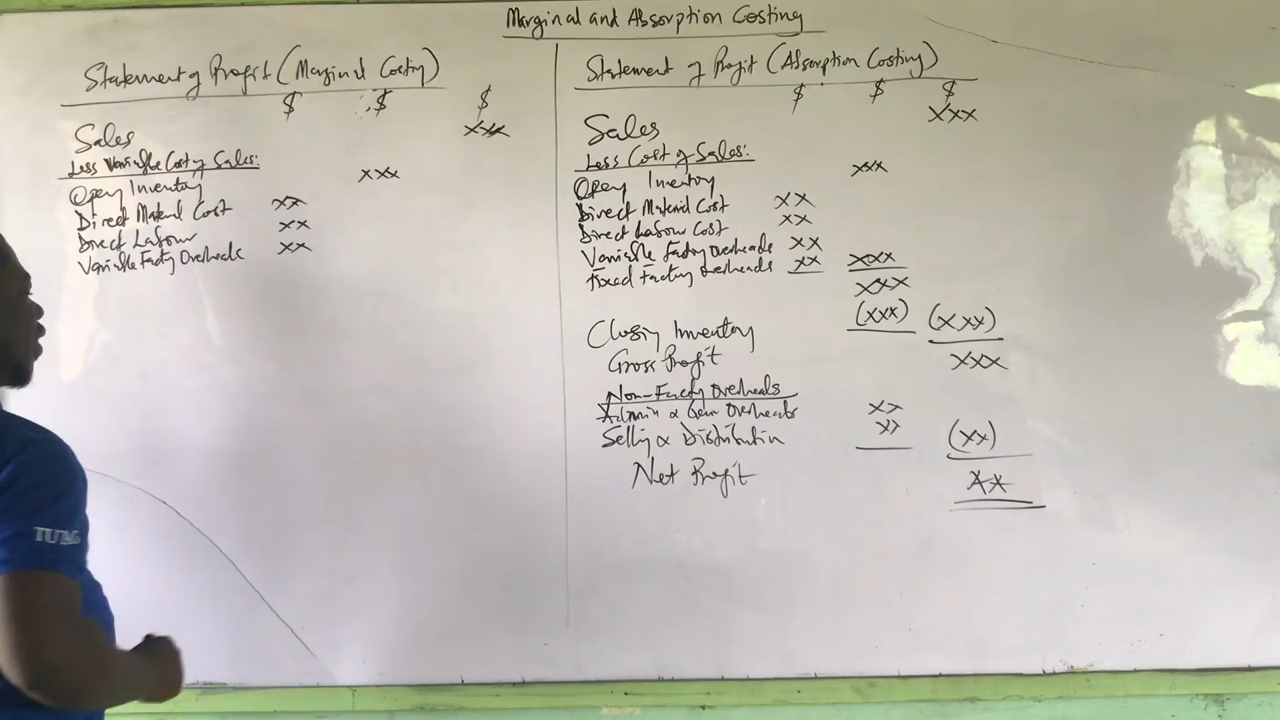 Marginal and Absorption Costing
Statement of Profit (Marginal Costing)
$ $ $
Sales xxx
Less Variable Cost of Sales:
Opening Inventory xxx
Direct Material Cost xx
Direct Labour xx
Variable Factory Overheads xx
Statement of Profit (Absorption Costing)
$ $ $
Sales xxx
Less Cost of Sales:
Opening Inventory xxx
Direct Material Cost xx
Direct Labour Cost xx
Variable Factory Overheads xx
Fixed Factory Overheads xx xxx
xxx
Closing Inventory (xxx) (xxx)
Gross Profit xxx
Non-Factory Overheads
Admin & Gen Overheads xx
Selling & Distribution xx (xx)
Net Profit xx